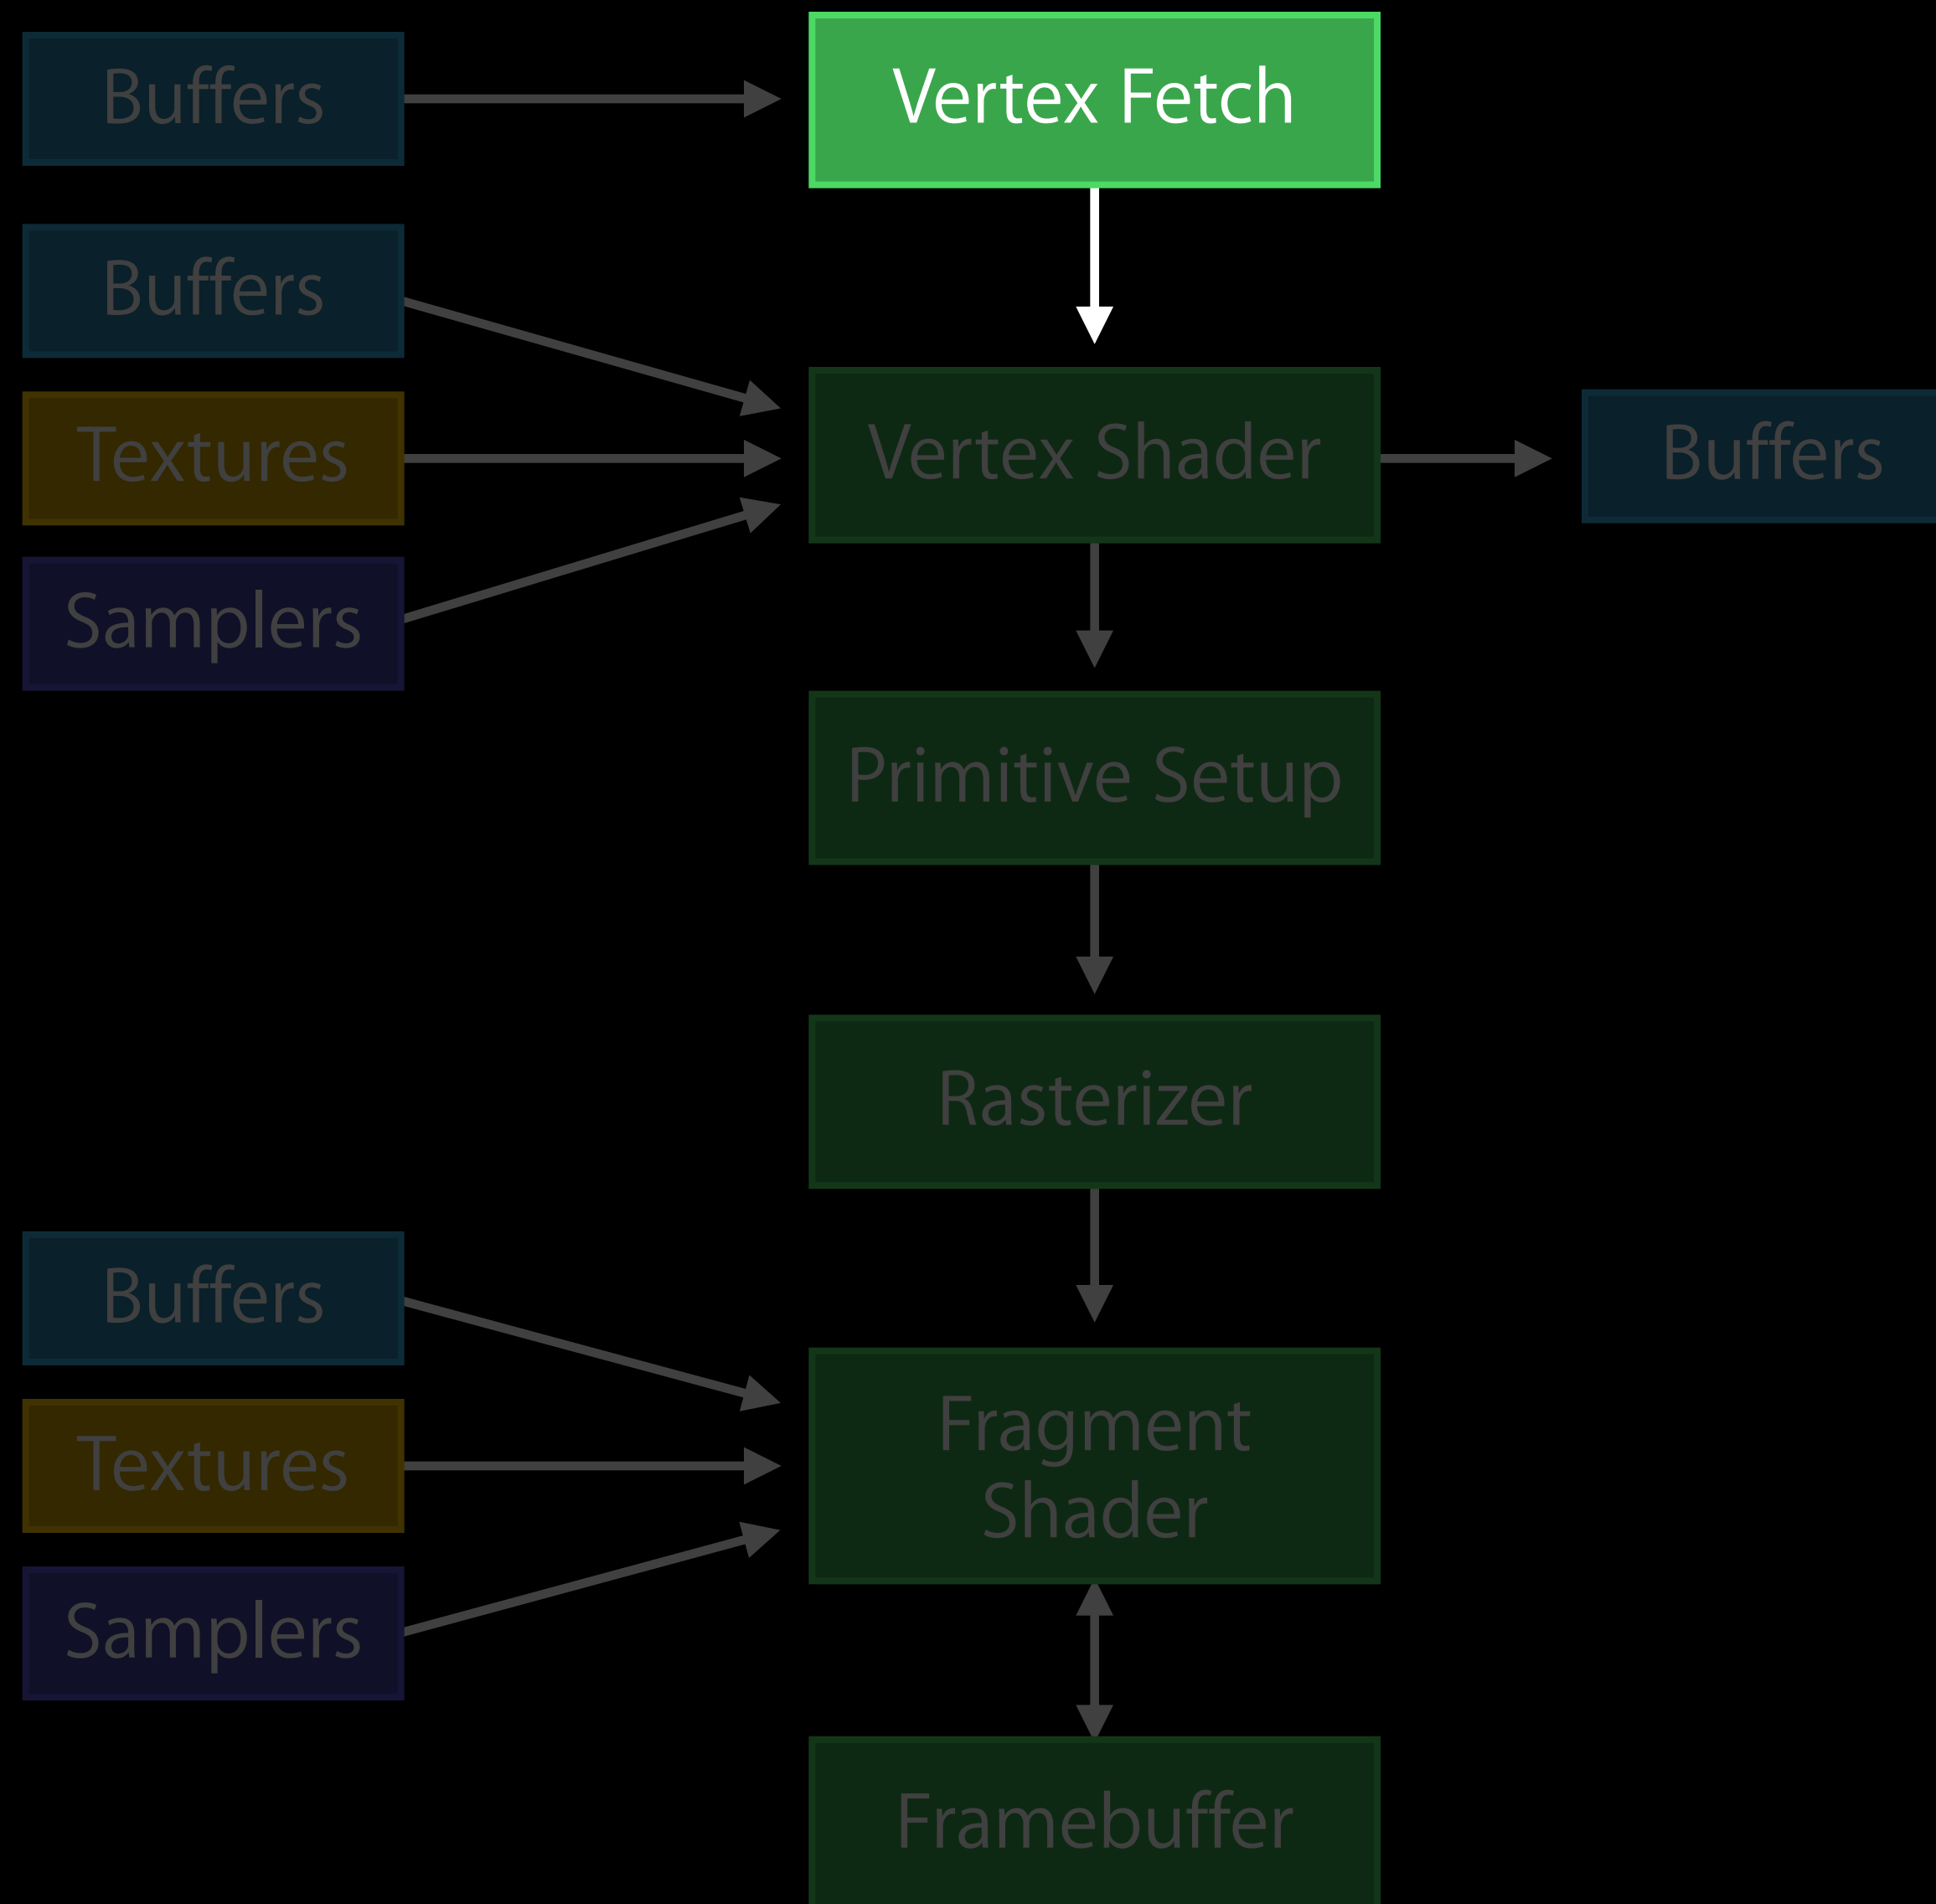 Buffers
Vertex Fetch
Buffers
Textures
Samplers
Vertex Shader
Buffers
Primitive Setup
Rasterizer
Buffers
Textures
Samplers
Fragment
Shader
Framebuffer